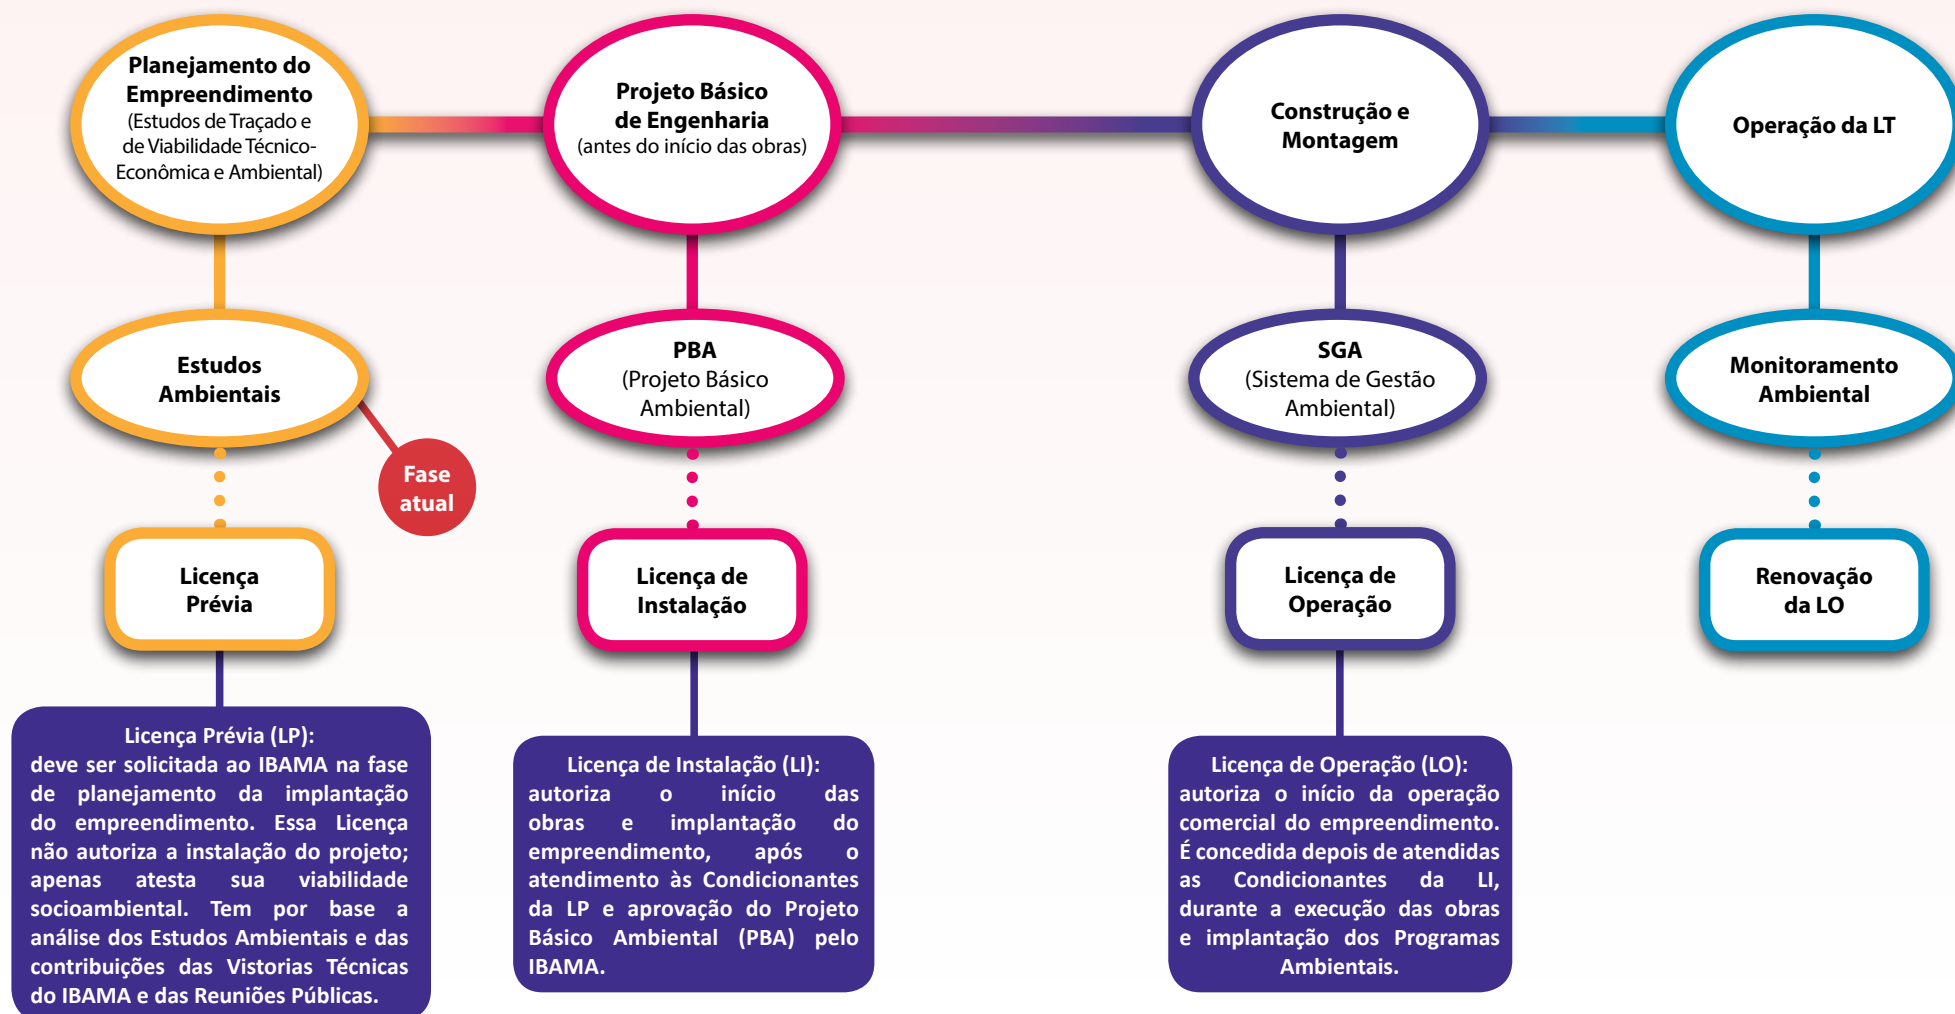 Planejamento do
Empreendimento
(Estudos de Traçado e
de Viabilidade Técnico-
Econômica e Ambiental)
Projeto Básico
de Engenharia
(antes do início das obras)
Construção e
Montagem
Operação da LT
Estudos
Ambientais
PBA
(Projeto Básico
Ambiental)
SGA
(Sistema de Gestão
Ambiental)
Monitoramento
Ambiental
Fase
atual
Licença
Prévia
Licença de
Instalação
Licença de
Operação
Renovação
da LO
Licença Prévia (LP):
deve ser solicitada ao IBAMA na fase
de planejamento da implantação
do empreendimento. Essa Licença
não autoriza a instalação do projeto;
apenas atesta sua viabilidade
socioambiental. Tem por base a
análise dos Estudos Ambientais e das
contribuições das Vistorias Técnicas
do IBAMA e das Reuniões Públicas.
Licença de Instalação (LI):
autoriza o início das
obras e implantação do
empreendimento, após o
atendimento às Condicionantes
da LP e aprovação do Projeto
Básico Ambiental (PBA) pelo
IBAMA.
Licença de Operação (LO):
autoriza o início da operação
comercial do empreendimento.
É concedida depois de atendidas
as Condicionantes da LI,
durante a execução das obras
e implantação dos Programas
Ambientais.